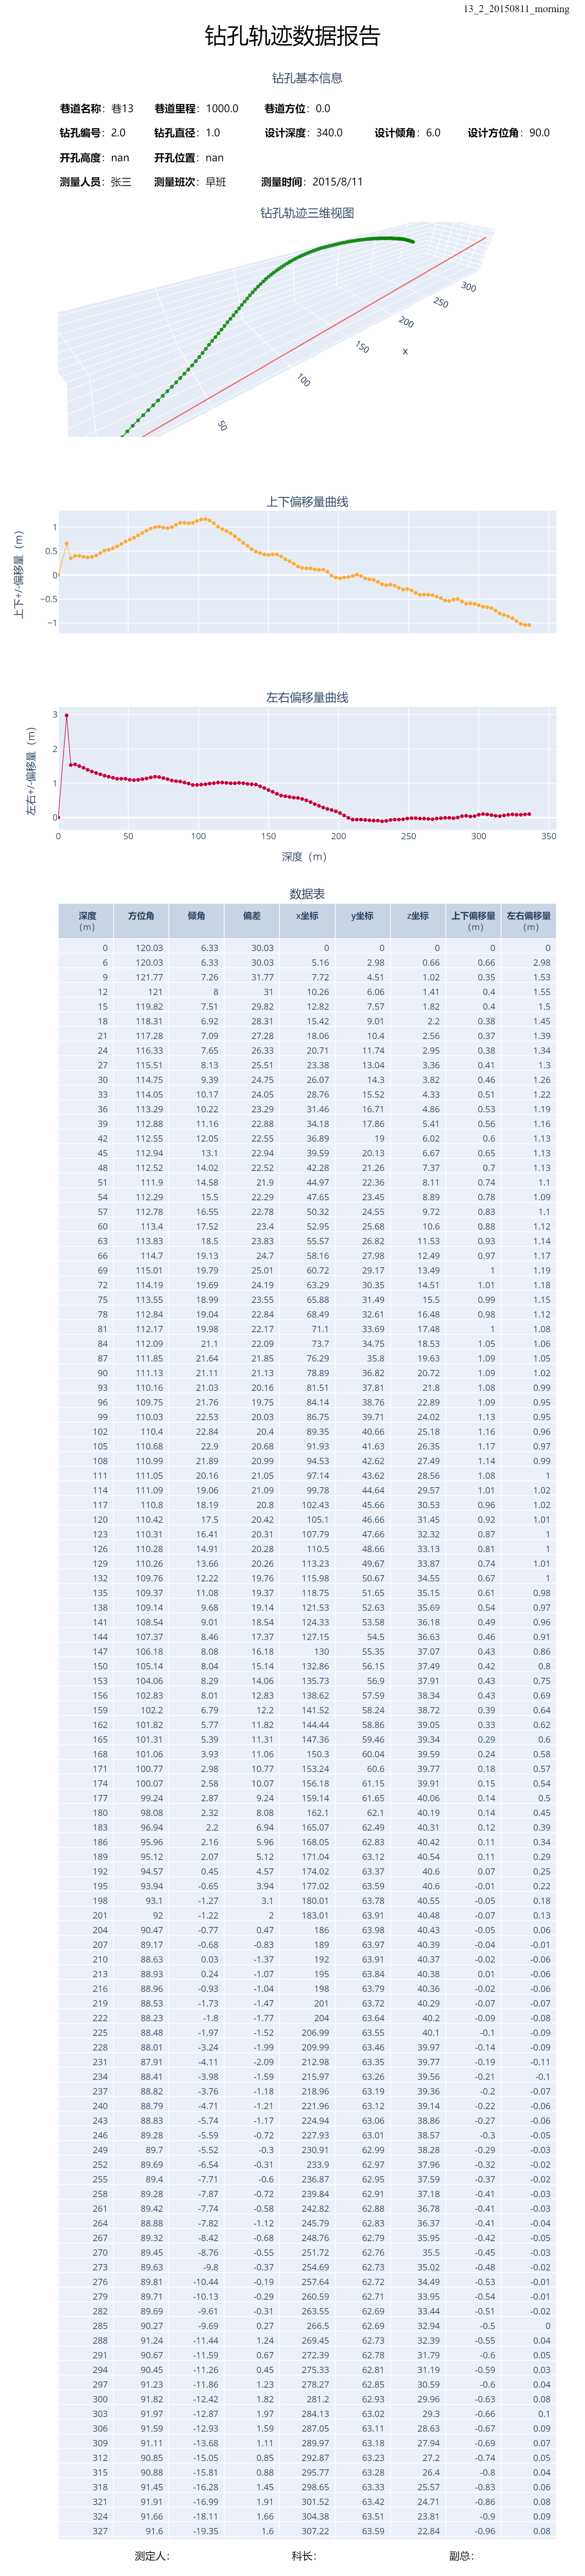 13_2_20150811_morning
钻孔轨迹数据报告
钻孔基本信息
巷道名称：巷13 巷道里程：1000.0 巷道方位：0.0
钻孔编号：2.0 钻孔直径：1.0 设计深度：340.0 设计倾角：6.0 设计方位角：90.0
开孔高度：nan 开孔位置：nan
测量人员：张三 测量班次：早班 测量时间：2015/8/11
钻孔轨迹三维视图
300
250
200
150
x
100
50
上下偏移量曲线
上下+/-偏移量（m）
1
0.5
0
−0.5
−1
左右偏移量曲线
左右+/-偏移量（m）
3
2
1
0
0 50 100 150 200 250 300 350
深度（m）
数据表
深度（m） 方位角 倾角 偏差 x坐标 y坐标 z坐标 上下偏移量（m） 左右偏移量（m）
0 120.03 6.33 30.03 0 0 0 0 0
6 120.03 6.33 30.03 5.16 2.98 0.66 0.66 2.98
9 121.77 7.26 31.77 7.72 4.51 1.02 0.35 1.53
12 121 8 31 10.26 6.06 1.41 0.4 1.55
15 119.82 7.51 29.82 12.82 7.57 1.82 0.4 1.5
18 118.31 6.92 28.31 15.42 9.01 2.2 0.38 1.45
21 117.28 7.09 27.28 18.06 10.4 2.56 0.37 1.39
24 116.33 7.65 26.33 20.71 11.74 2.95 0.38 1.34
27 115.51 8.13 25.51 23.38 13.04 3.36 0.41 1.3
30 114.75 9.39 24.75 26.07 14.3 3.82 0.46 1.26
33 114.05 10.17 24.05 28.76 15.52 4.33 0.51 1.22
36 113.29 10.22 23.29 31.46 16.71 4.86 0.53 1.19
39 112.88 11.16 22.88 34.18 17.86 5.41 0.56 1.16
42 112.55 12.05 22.55 36.89 19 6.02 0.6 1.13
45 112.94 13.1 22.94 39.59 20.13 6.67 0.65 1.13
48 112.52 14.02 22.52 42.28 21.26 7.37 0.7 1.13
51 111.9 14.58 21.9 44.97 22.36 8.11 0.74 1.1
54 112.29 15.5 22.29 47.65 23.45 8.89 0.78 1.09
57 112.78 16.55 22.78 50.32 24.55 9.72 0.83 1.1
60 113.4 17.52 23.4 52.95 25.68 10.6 0.88 1.12
63 113.83 18.5 23.83 55.57 26.82 11.53 0.93 1.14
66 114.7 19.13 24.7 58.16 27.98 12.49 0.97 1.17
69 115.01 19.79 25.01 60.72 29.17 13.49 1 1.19
72 114.19 19.69 24.19 63.29 30.35 14.51 1.01 1.18
75 113.55 18.99 23.55 65.88 31.49 15.5 0.99 1.15
78 112.84 19.04 22.84 68.49 32.61 16.48 0.98 1.12
81 112.17 19.98 22.17 71.1 33.69 17.48 1 1.08
84 112.09 21.1 22.09 73.7 34.75 18.53 1.05 1.06
87 111.85 21.64 21.85 76.29 35.8 19.63 1.09 1.05
90 111.13 21.11 21.13 78.89 36.82 20.72 1.09 1.02
93 110.16 21.03 20.16 81.51 37.81 21.8 1.08 0.99
96 109.75 21.76 19.75 84.14 38.76 22.89 1.09 0.95
99 110.03 22.53 20.03 86.75 39.71 24.02 1.13 0.95
102 110.4 22.84 20.4 89.35 40.66 25.18 1.16 0.96
105 110.68 22.9 20.68 91.93 41.63 26.35 1.17 0.97
108 110.99 21.89 20.99 94.53 42.62 27.49 1.14 0.99
111 111.05 20.16 21.05 97.14 43.62 28.56 1.08 1
114 111.09 19.06 21.09 99.78 44.64 29.57 1.01 1.02
117 110.8 18.19 20.8 102.43 45.66 30.53 0.96 1.02
120 110.42 17.5 20.42 105.1 46.66 31.45 0.92 1.01
123 110.31 16.41 20.31 107.79 47.66 32.32 0.87 1
126 110.28 14.91 20.28 110.5 48.66 33.13 0.81 1
129 110.26 13.66 20.26 113.23 49.67 33.87 0.74 1.01
132 109.76 12.22 19.76 115.98 50.67 34.55 0.67 1
135 109.37 11.08 19.37 118.75 51.65 35.15 0.61 0.98
138 109.14 9.68 19.14 121.53 52.63 35.69 0.54 0.97
141 108.54 9.01 18.54 124.33 53.58 36.18 0.49 0.96
144 107.37 8.46 17.37 127.15 54.5 36.63 0.46 0.91
147 106.18 8.08 16.18 130 55.35 37.07 0.43 0.86
150 105.14 8.04 15.14 132.86 56.15 37.49 0.42 0.8
153 104.06 8.29 14.06 135.73 56.9 37.91 0.43 0.75
156 102.83 8.01 12.83 138.62 57.59 38.34 0.43 0.69
159 102.2 6.79 12.2 141.52 58.24 38.72 0.39 0.64
162 101.82 5.77 11.82 144.44 58.86 39.05 0.33 0.62
165 101.31 5.39 11.31 147.36 59.46 39.34 0.29 0.6
168 101.06 3.93 11.06 150.3 60.04 39.59 0.24 0.58
171 100.77 2.98 10.77 153.24 60.6 39.77 0.18 0.57
174 100.07 2.58 10.07 156.18 61.15 39.91 0.15 0.54
177 99.24 2.87 9.24 159.14 61.65 40.06 0.14 0.5
180 98.08 2.32 8.08 162.1 62.1 40.19 0.14 0.45
183 96.94 2.2 6.94 165.07 62.49 40.31 0.12 0.39
186 95.96 2.16 5.96 168.05 62.83 40.42 0.11 0.34
189 95.12 2.07 5.12 171.04 63.12 40.54 0.11 0.29
192 94.57 0.45 4.57 174.02 63.37 40.6 0.07 0.25
195 93.94 -0.65 3.94 177.02 63.59 40.6 -0.01 0.22
198 93.1 -1.27 3.1 180.01 63.78 40.55 -0.05 0.18
201 92 -1.22 2 183.01 63.91 40.48 -0.07 0.13
204 90.47 -0.77 0.47 186 63.98 40.43 -0.05 0.06
207 89.17 -0.68 -0.83 189 63.97 40.39 -0.04 -0.01
210 88.63 0.03 -1.37 192 63.91 40.37 -0.02 -0.06
213 88.93 0.24 -1.07 195 63.84 40.38 0.01 -0.06
216 88.96 -0.93 -1.04 198 63.79 40.36 -0.02 -0.06
219 88.53 -1.73 -1.47 201 63.72 40.29 -0.07 -0.07
222 88.23 -1.8 -1.77 204 63.64 40.2 -0.09 -0.08
225 88.48 -1.97 -1.52 206.99 63.55 40.1 -0.1 -0.09
228 88.01 -3.24 -1.99 209.99 63.46 39.97 -0.14 -0.09
231 87.91 -4.11 -2.09 212.98 63.35 39.77 -0.19 -0.11
234 88.41 -3.98 -1.59 215.97 63.26 39.56 -0.21 -0.1
237 88.82 -3.76 -1.18 218.96 63.19 39.36 -0.2 -0.07
240 88.79 -4.71 -1.21 221.96 63.12 39.14 -0.22 -0.06
243 88.83 -5.74 -1.17 224.94 63.06 38.86 -0.27 -0.06
246 89.28 -5.59 -0.72 227.93 63.01 38.57 -0.3 -0.05
249 89.7 -5.52 -0.3 230.91 62.99 38.28 -0.29 -0.03
252 89.69 -6.54 -0.31 233.9 62.97 37.96 -0.32 -0.02
255 89.4 -7.71 -0.6 236.87 62.95 37.59 -0.37 -0.02
258 89.28 -7.87 -0.72 239.84 62.91 37.18 -0.41 -0.03
261 89.42 -7.74 -0.58 242.82 62.88 36.78 -0.41 -0.03
264 88.88 -7.82 -1.12 245.79 62.83 36.37 -0.41 -0.04
267 89.32 -8.42 -0.68 248.76 62.79 35.95 -0.42 -0.05
270 89.45 -8.76 -0.55 251.72 62.76 35.5 -0.45 -0.03
273 89.63 -9.8 -0.37 254.69 62.73 35.02 -0.48 -0.02
276 89.81 -10.44 -0.19 257.64 62.72 34.49 -0.53 -0.01
279 89.71 -10.13 -0.29 260.59 62.71 33.95 -0.54 -0.01
282 89.69 -9.61 -0.31 263.55 62.69 33.44 -0.51 -0.02
285 90.27 -9.69 0.27 266.5 62.69 32.94 -0.5 0
288 91.24 -11.44 1.24 269.45 62.73 32.39 -0.55 0.04
291 90.67 -11.59 0.67 272.39 62.78 31.79 -0.6 0.05
294 90.45 -11.26 0.45 275.33 62.81 31.19 -0.59 0.03
297 91.23 -11.86 1.23 278.27 62.85 30.59 -0.6 0.04
300 91.82 -12.42 1.82 281.2 62.93 29.96 -0.63 0.08
303 91.97 -12.87 1.97 284.13 63.02 29.3 -0.66 0.1
306 91.59 -12.93 1.59 287.05 63.11 28.63 -0.67 0.09
309 91.11 -13.68 1.11 289.97 63.18 27.94 -0.69 0.07
312 90.85 -15.05 0.85 292.87 63.23 27.2 -0.74 0.05
315 90.88 -15.81 0.88 295.77 63.28 26.4 -0.8 0.04
318 91.45 -16.28 1.45 298.65 63.33 25.57 -0.83 0.06
321 91.91 -16.99 1.91 301.52 63.42 24.71 -0.86 0.08
324 91.66 -18.11 1.66 304.38 63.51 23.81 -0.9 0.09
327 91.6 -19.35 1.6 307.22 63.59 22.84 -0.96 0.08
测定人： 科长： 副总：